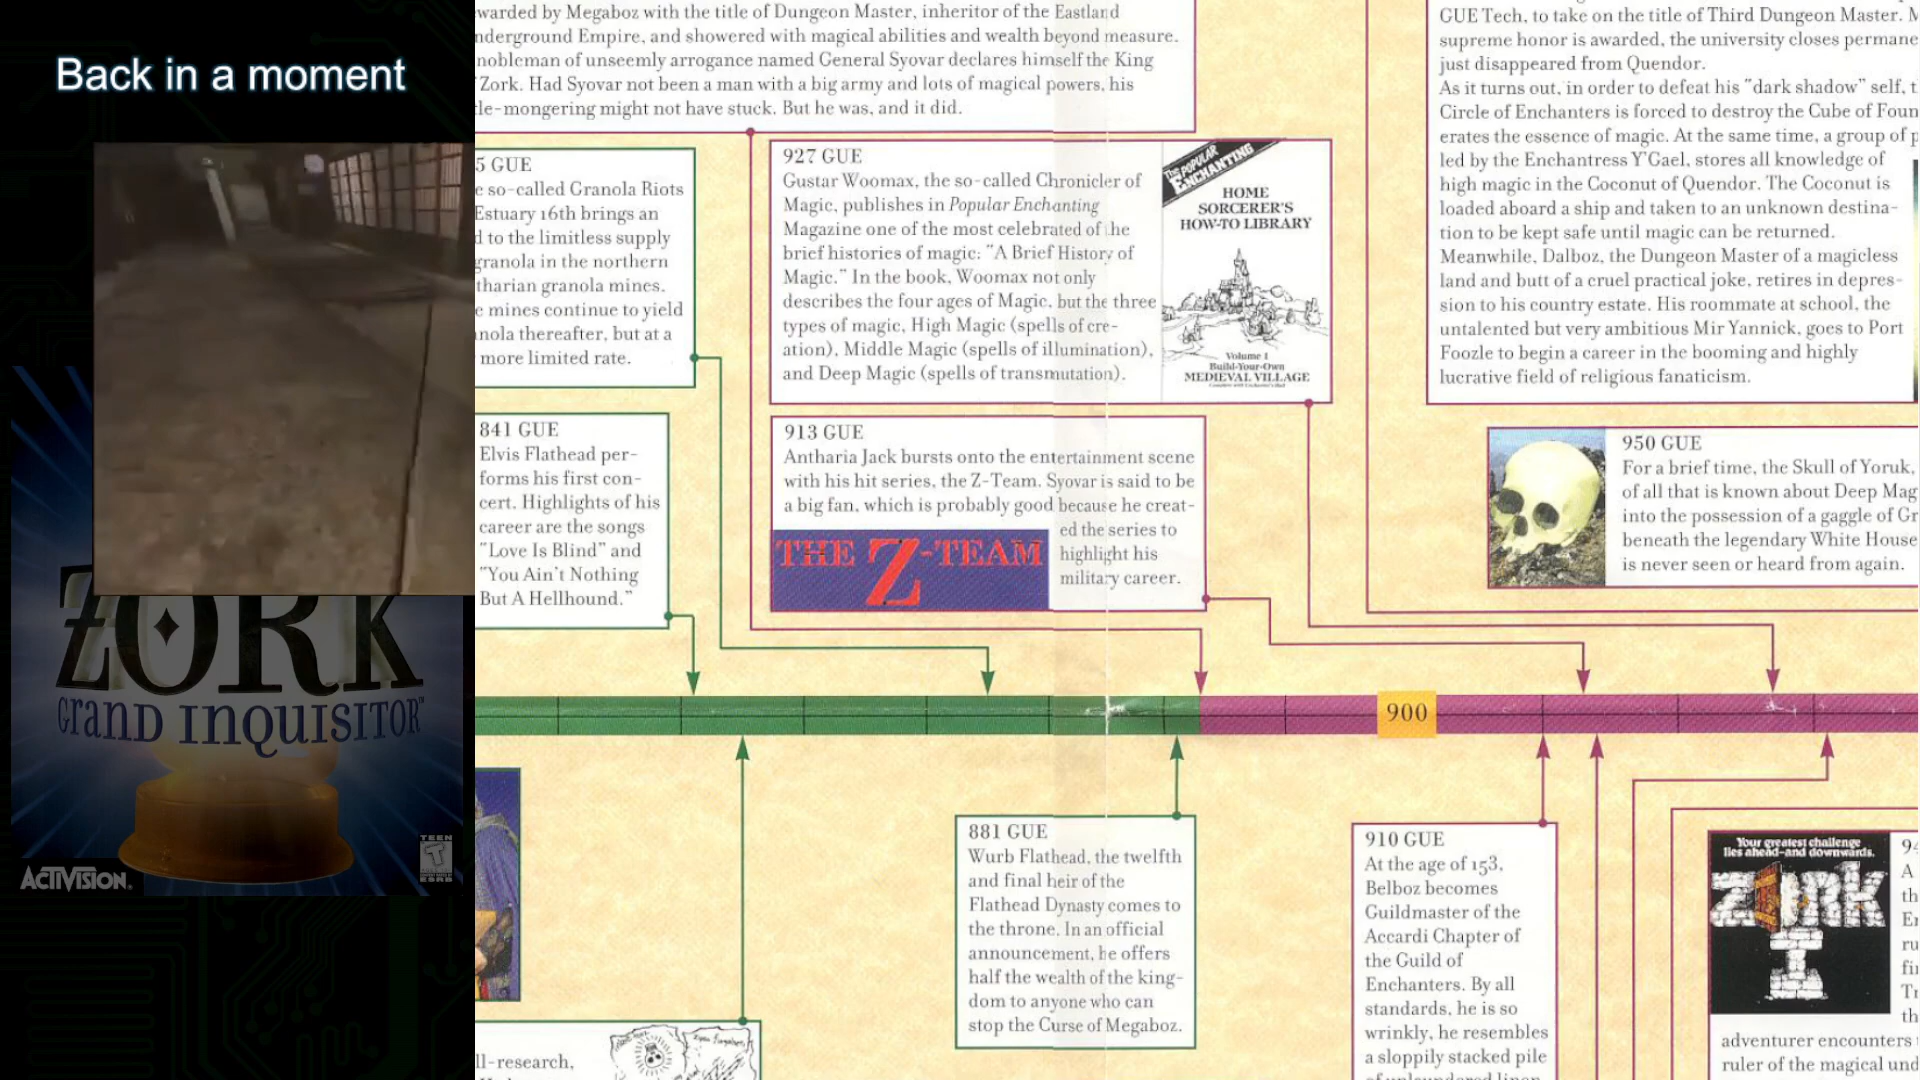 Back in a moment
ZORK
GRAND INQUISITOR
ACTIVISION
TEEN
T
ESRB
warded by Megaboz with the title of Dungeon Master, inheritor of the Eastland
nderground Empire, and showered with magical abilities and wealth beyond measure.
nobleman of unseemly arrogance named General Syovar declares himself the King
Zork. Had Syovar not been a man with a big army and lots of magical powers, his
le-mongering might not have stuck. But he was, and it did.
5 GUE
e so-called Granola Riots
Estuary 16th brings an
d to the limitless supply
granola in the northern
tharian granola mines.
e mines continue to yield
nola thereafter, but at a
more limited rate.
841 GUE
Elvis Flathead per-
forms his first con-
cert. Highlights of his
career are the songs
"Love Is Blind" and
"You Ain't Nothing
But A Hellhound."
927 GUE
Gustar Woomax, the so-called Chronicler of
Magic, publishes in Popular Enchanting
Magazine one of the most celebrated of the
brief histories of magic: "A Brief History of
Magic." In the book, Woomax not only
describes the four ages of Magic, but the three
types of magic, High Magic (spells of cre-
ation), Middle Magic (spells of illumination),
and Deep Magic (spells of transmutation).
The POPULAR
ENCHANTING
HOME
SORCERER'S
HOW-TO LIBRARY
Volume 1
Build-Your-Own
MEDIEVAL VILLAGE
913 GUE
Antharia Jack bursts onto the entertainment scene
with his hit series, the Z-Team. Syovar is said to be
a big fan, which is probably good because he creat-
ed the series to
highlight his
military career.
THE Z-TEAM
GUE Tech, to take on the title of Third Dungeon Master. M
supreme honor is awarded, the university closes permane
just disappeared from Quendor.
As it turns out, in order to defeat his "dark shadow" self, t
Circle of Enchanters is forced to destroy the Cube of Foun
erates the essence of magic. At the same time, a group of p
led by the Enchantress Y'Gael, stores all knowledge of
high magic in the Coconut of Quendor. The Coconut is
loaded aboard a ship and taken to an unknown destina-
tion to be kept safe until magic can be returned.
Meanwhile, Dalboz, the Dungeon Master of a magicless
land and butt of a cruel practical joke, retires in depres-
sion to his country estate. His roommate at school, the
untalented but very ambitious Mir Yannick, goes to Port
Foozle to begin a career in the booming and highly
lucrative field of religious fanaticism.
950 GUE
For a brief time, the Skull of Yoruk,
of all that is known about Deep Mag
into the possession of a gaggle of Gr
beneath the legendary White House
is never seen or heard from again.
900
881 GUE
Wurb Flathead, the twelfth
and final heir of the
Flathead Dynasty comes to
the throne. In an official
announcement, he offers
half the wealth of the king-
dom to anyone who can
stop the Curse of Megaboz.
910 GUE
At the age of 153,
Belboz becomes
Guildmaster of the
Accardi Chapter of
the Guild of
Enchanters. By all
standards, he is so
wrinkly, he resembles
a sloppily stacked pile
of unlaundered linen
Your greatest challenge
lies ahead—and downwards.
ZORK
I
94
A
th
En
ru
fi
Tr
th
adventurer encounters
ruler of the magical und
ll-research,